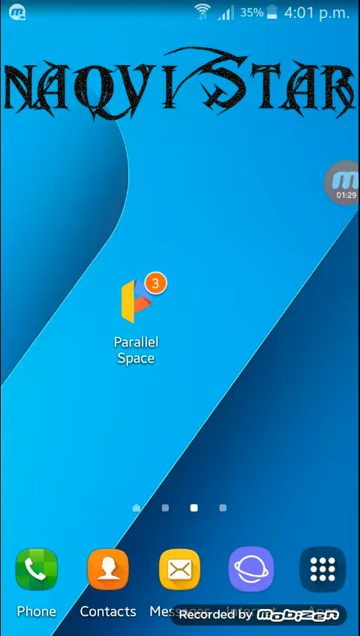 35% 4:01 p.m.
NAQVI STAR
01:29
3
Parallel
Space
Phone Contacts
Recorded by mobizen